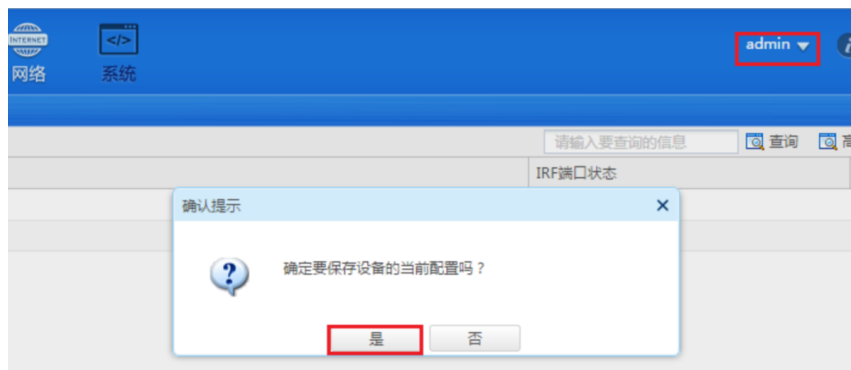 INTERNET
</>
网络
系统
admin
i
请输入要查询的信息
查询
高
IRF端口状态
确认提示
确定要保存设备的当前配置吗？
是
否